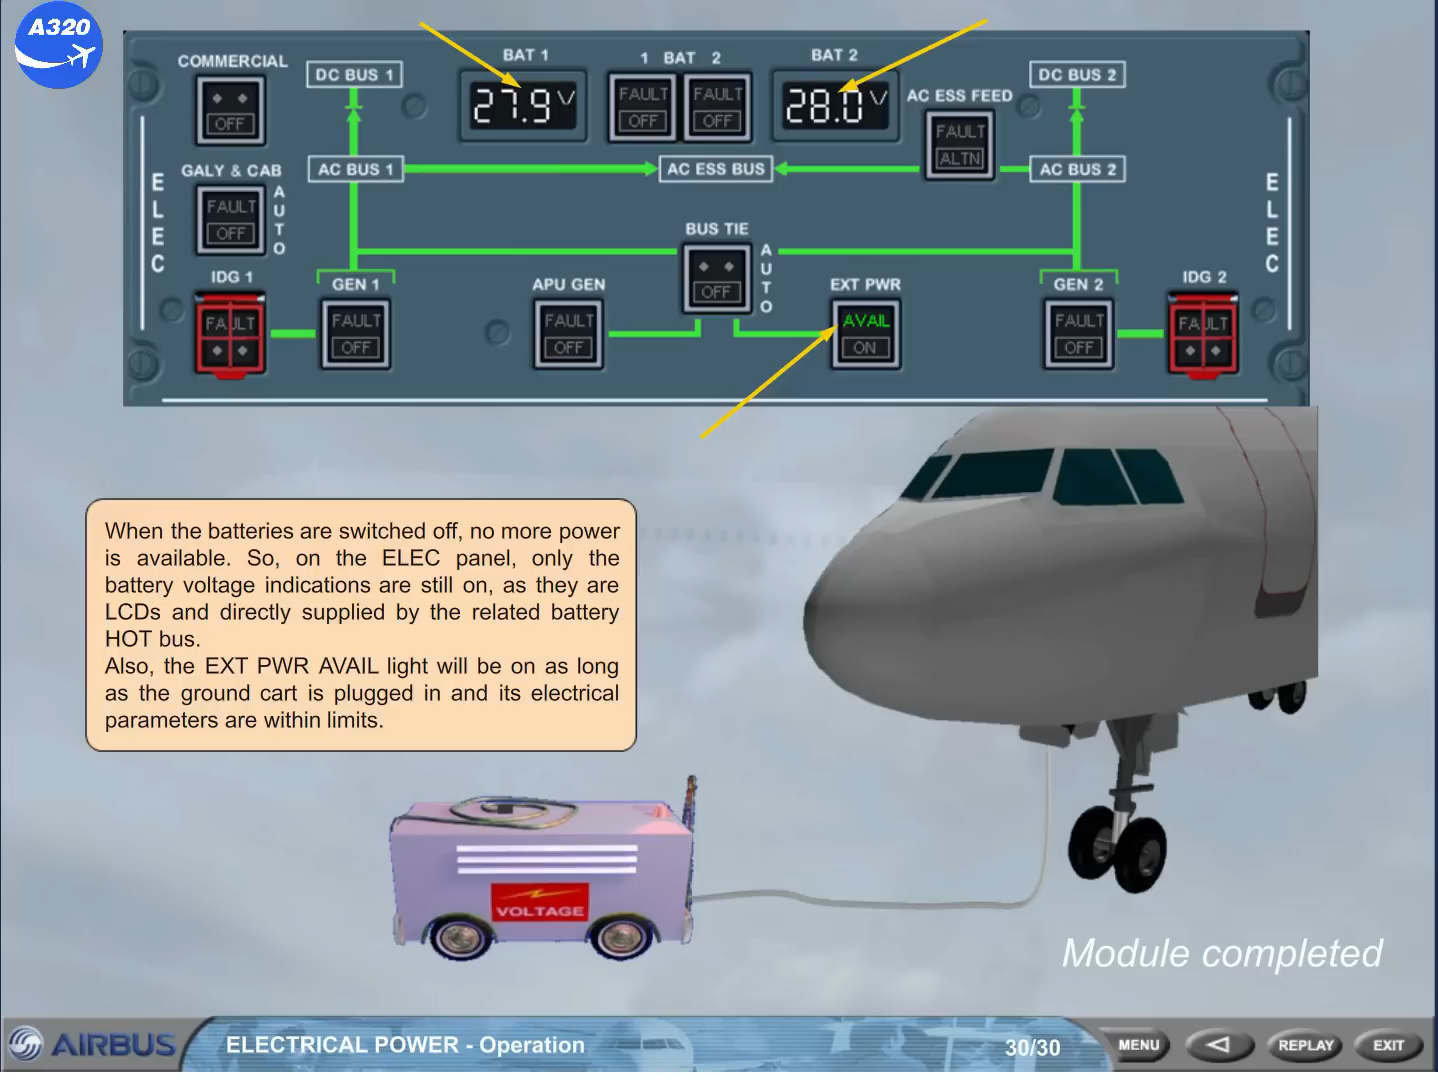 A320
COMMERCIAL
OFF
DC BUS 1
BAT 1
27.9 V
1 BAT 2
FAULT
OFF
FAULT
OFF
BAT 2
28.0 V
AC ESS FEED
FAULT
ALTN
DC BUS 2
ELEC
GALY & CAB
FAULT
OFF
AUTO
AC BUS 1
AC ESS BUS
AC BUS 2
ELEC
IDG 1
FAULT
GEN 1
FAULT
OFF
APU GEN
FAULT
OFF
BUS TIE
OFF
AUTO
EXT PWR
AVAIL
ON
GEN 2
FAULT
OFF
IDG 2
FAULT
When the batteries are switched off, no more power
is available. So, on the ELEC panel, only the
battery voltage indications are still on, as they are
LCDs and directly supplied by the related battery
HOT bus.
Also, the EXT PWR AVAIL light will be on as long
as the ground cart is plugged in and its electrical
parameters are within limits.
VOLTAGE
Module completed
AIRBUS
ELECTRICAL POWER - Operation
30/30
MENU
REPLAY
EXIT